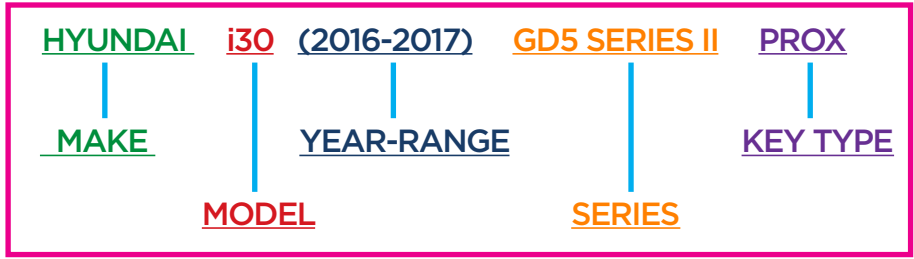 HYUNDAI i30 (2016-2017) GD5 SERIES II PROX
MAKE YEAR-RANGE KEY TYPE
MODEL SERIES